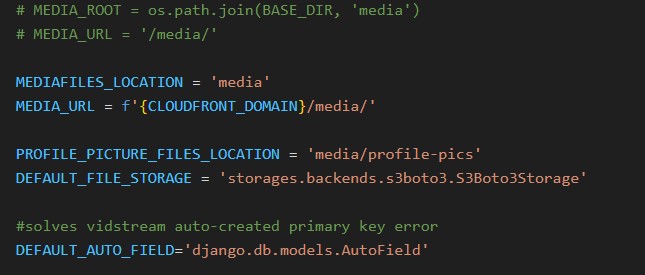 # MEDIA_ROOT = os.path.join(BASE_DIR, 'media')
# MEDIA_URL = '/media/'
MEDIAFILES_LOCATION = 'media'
MEDIA_URL = f'{CLOUDFRONT_DOMAIN}/media/'
PROFILE_PICTURE_FILES_LOCATION = 'media/profile-pics'
DEFAULT_FILE_STORAGE = 'storages.backends.s3boto3.S3Boto3Storage'
#solves vidstream auto-created primary key error
DEFAULT_AUTO_FIELD='django.db.models.AutoField'